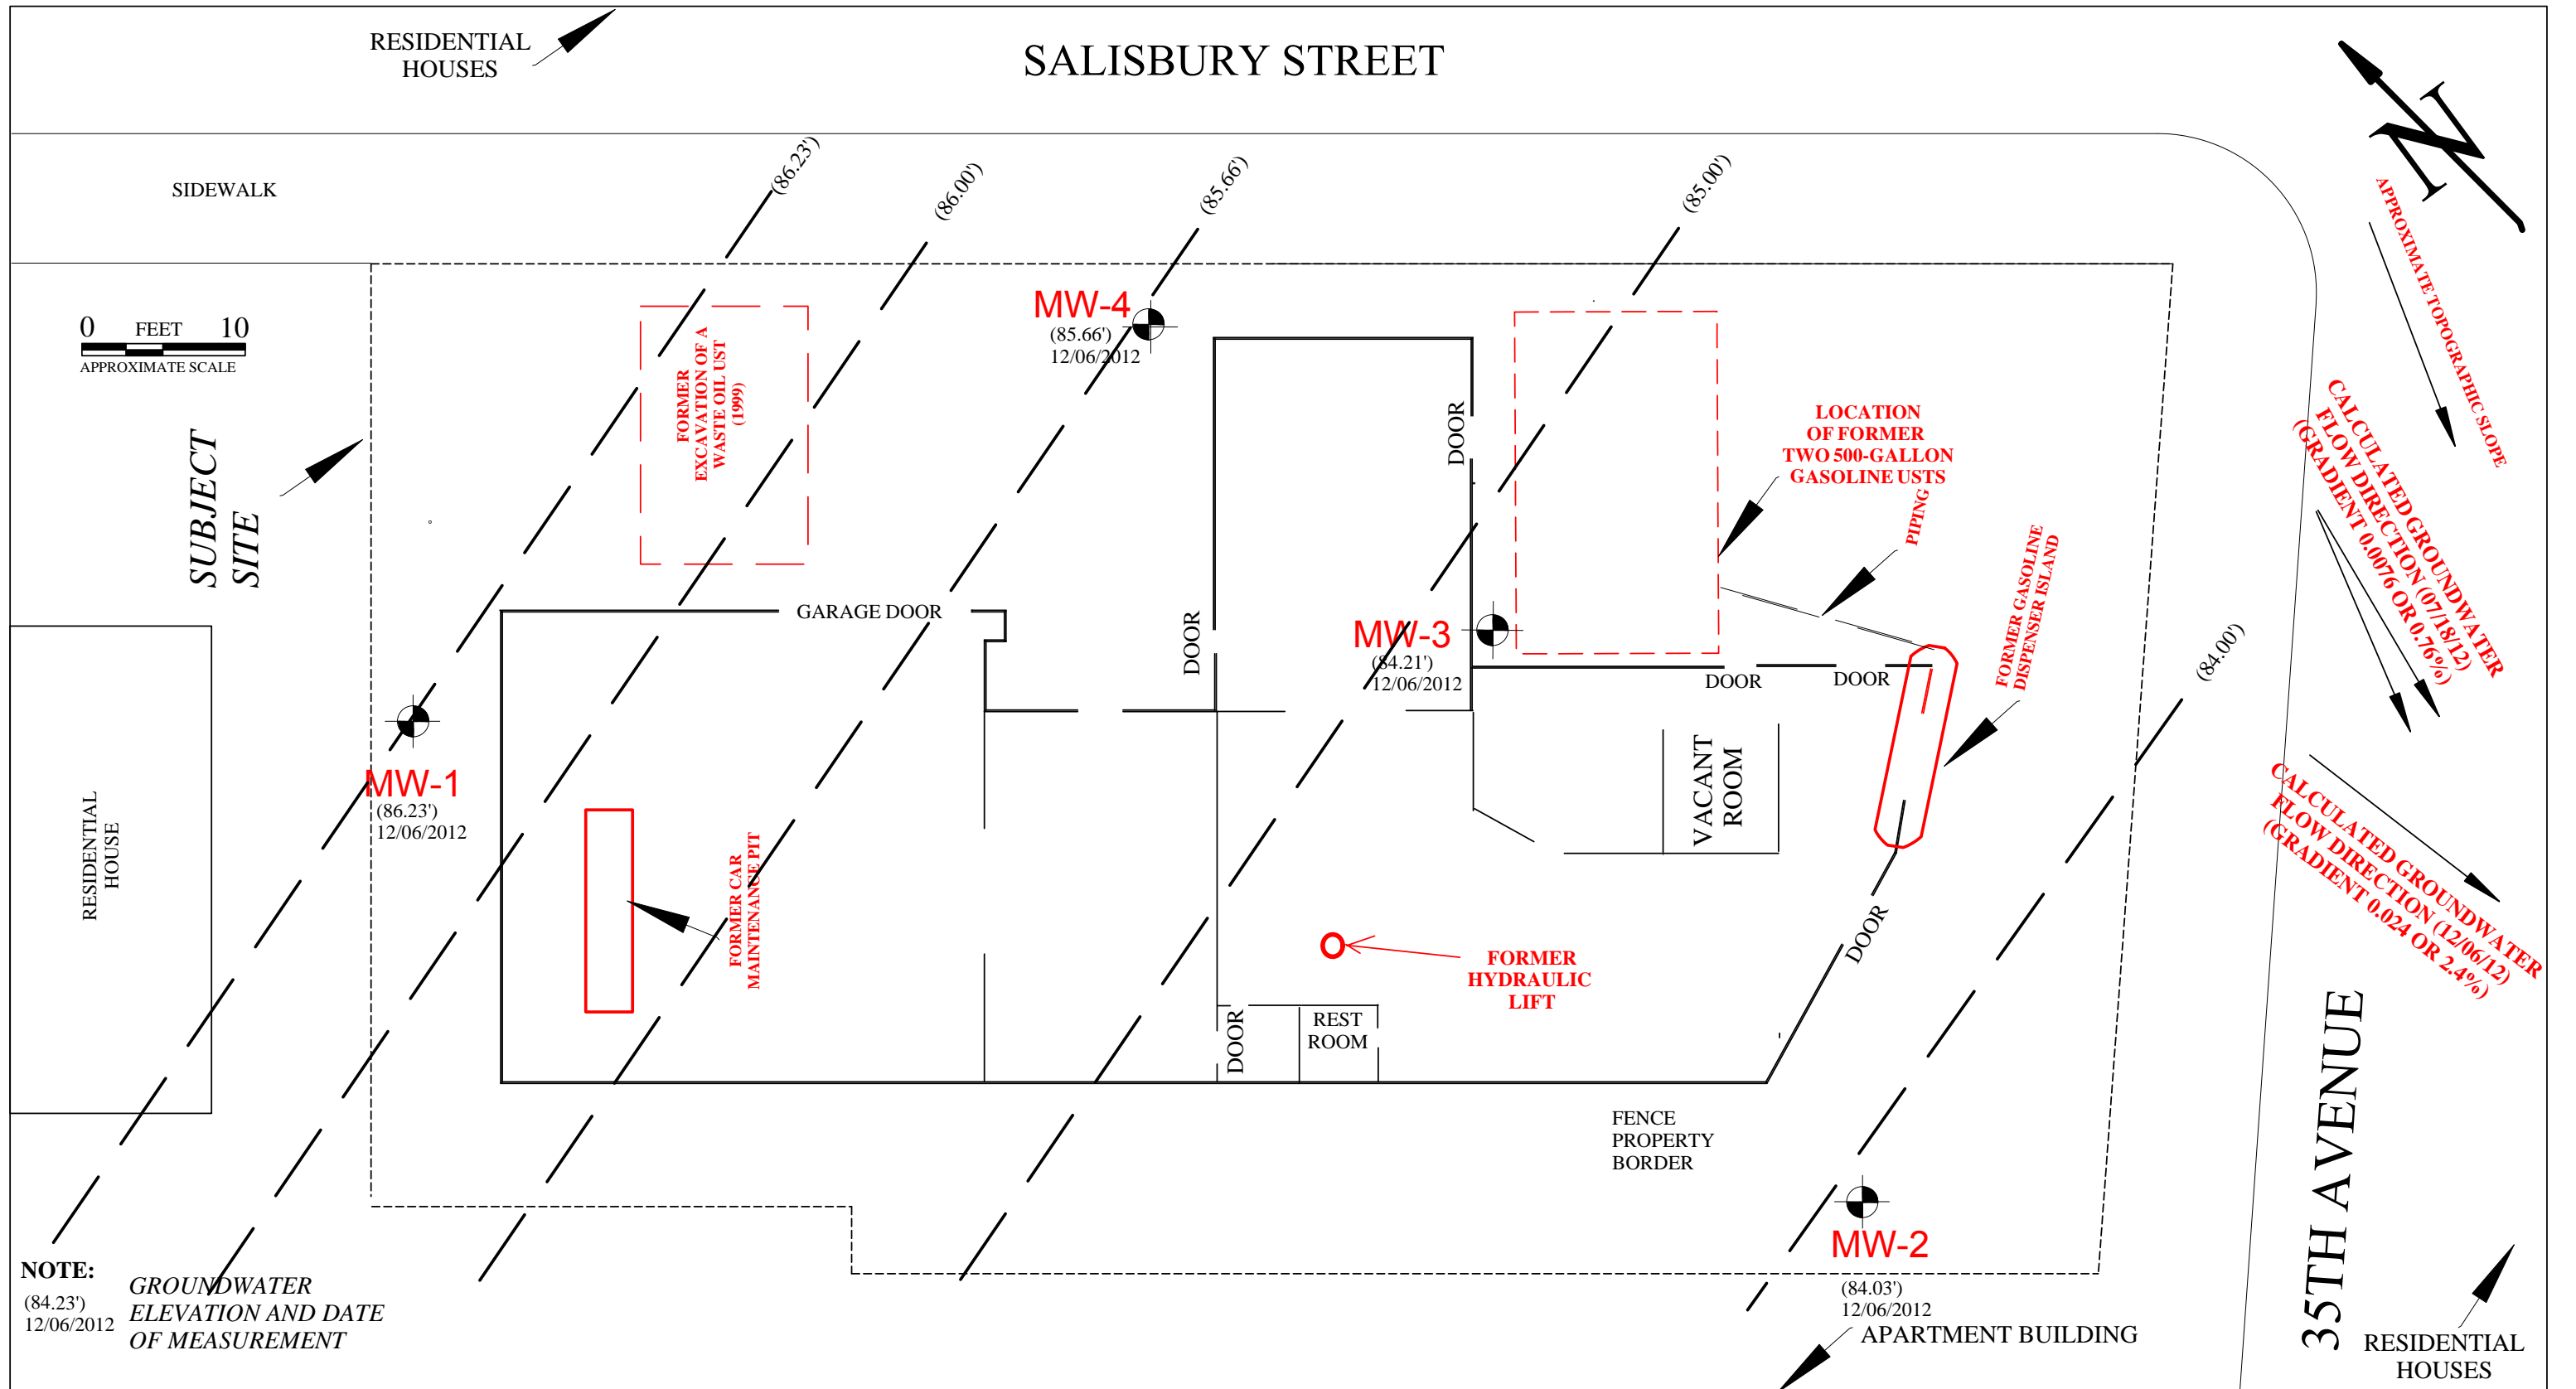 RESIDENTIAL
HOUSES
SALISBURY STREET
N
SIDEWALK
(86.23')
(86.00')
(85.66')
(85.00')
APPROXIMATE TOPOGRAPHIC SLOPE
0 FEET 10
APPROXIMATE SCALE
SUBJECT
SITE
FORMER
EXCAVATION OF A
WASTE OIL UST
(1999)
MW-4
(85.66')
12/06/2012
DOOR
LOCATION
OF FORMER
TWO 500-GALLON
GASOLINE USTS
PIPING
CALCULATED GROUNDWATER
FLOW DIRECTION (07/18/12)
(GRADIENT 0.0076 OR 0.76%)
FORMER GASOLINE
DISPENSER ISLAND
GARAGE DOOR
DOOR
MW-3
(84.21')
12/06/2012
DOOR
DOOR
(84.00')
RESIDENTIAL
HOUSE
MW-1
(86.23')
12/06/2012
VACANT
ROOM
FORMER CAR
MAINTENANCE PIT
CALCULATED GROUNDWATER
FLOW DIRECTION (12/06/12)
(GRADIENT 0.024 OR 2.4%)
DOOR
FORMER
HYDRAULIC
LIFT
DOOR
REST
ROOM
FENCE
PROPERTY
BORDER
35TH AVENUE
MW-2
(84.03')
12/06/2012
APARTMENT BUILDING
NOTE:
(84.23')
12/06/2012
GROUNDWATER
ELEVATION AND DATE
OF MEASUREMENT
RESIDENTIAL
HOUSES